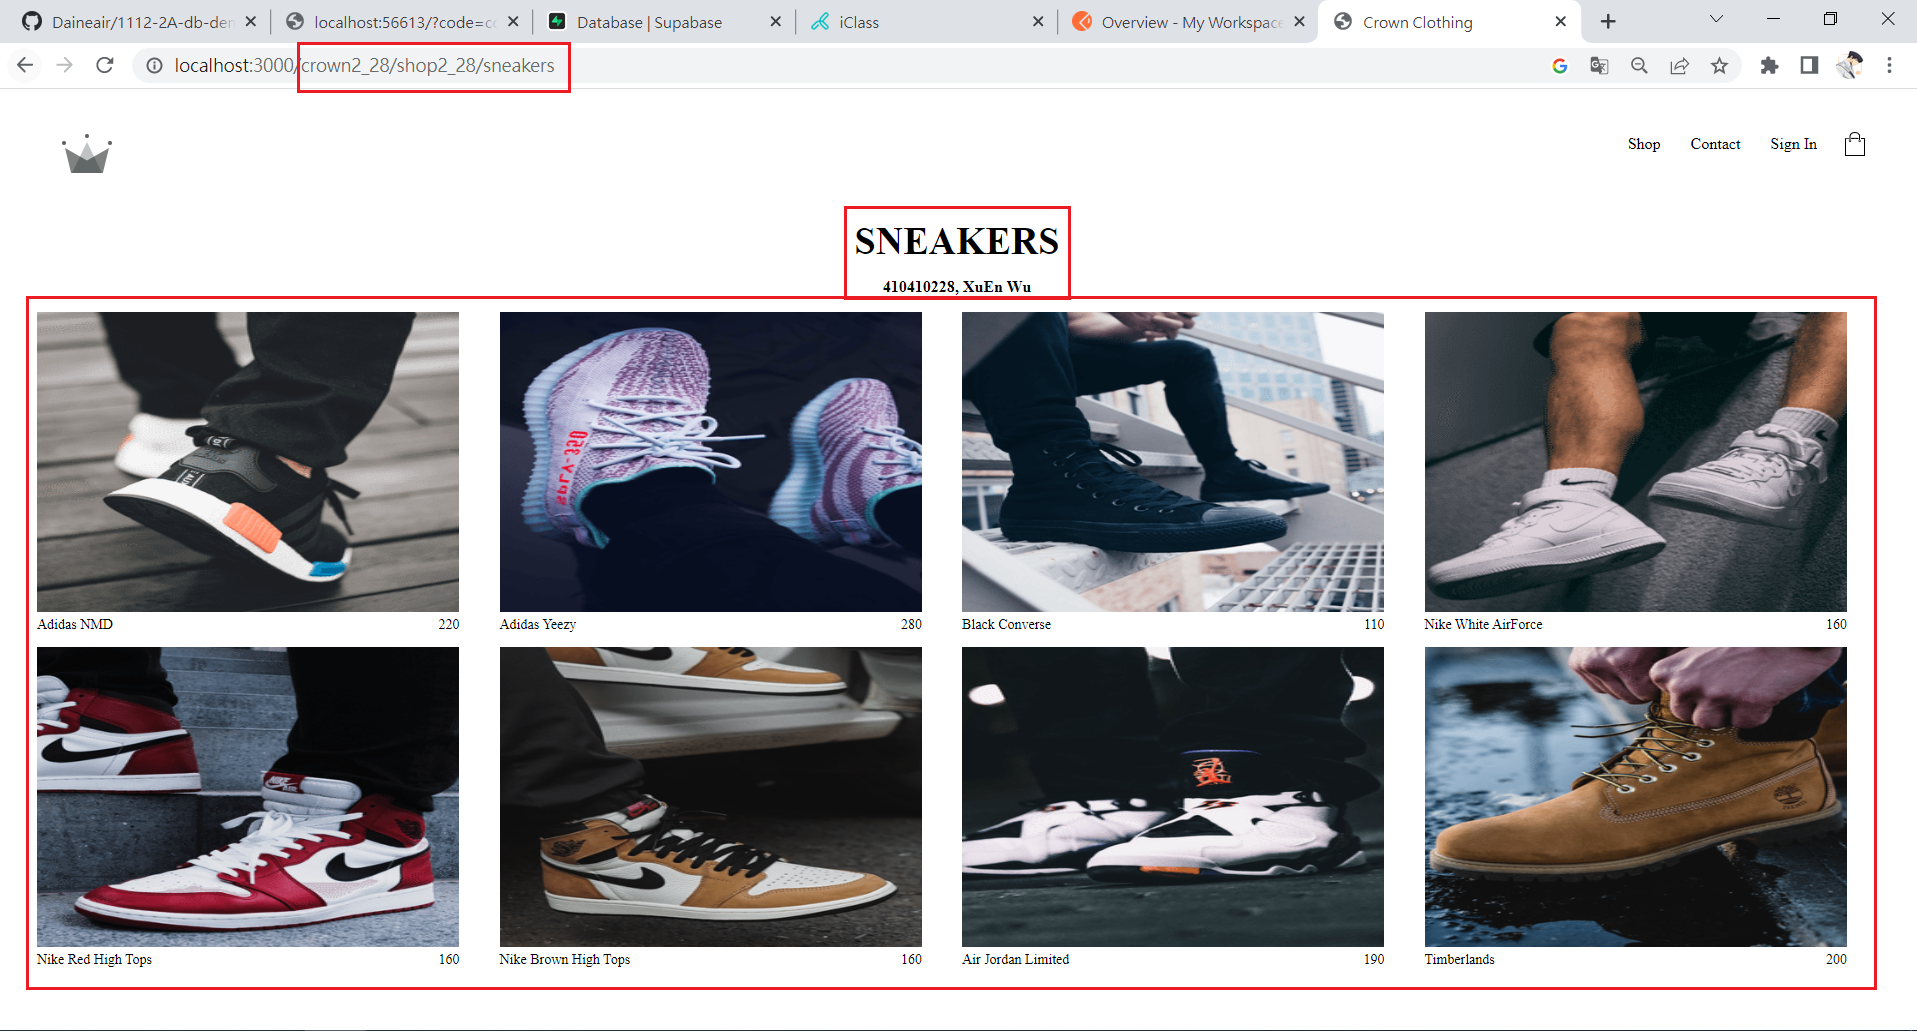 Daineair/1112-2A-db-der
localhost:56613/?code=cc
Database | Supabase
iClass
Overview - My Workspace
Crown Clothing
localhost:3000/crown2_28/shop2_28/sneakers
Shop Contact Sign In
SNEAKERS
410410228, XuEn Wu
Adidas NMD 220
Adidas Yeezy 280
Black Converse 110
Nike White AirForce 160
Nike Red High Tops 160
Nike Brown High Tops 160
Air Jordan Limited 190
Timberlands 200